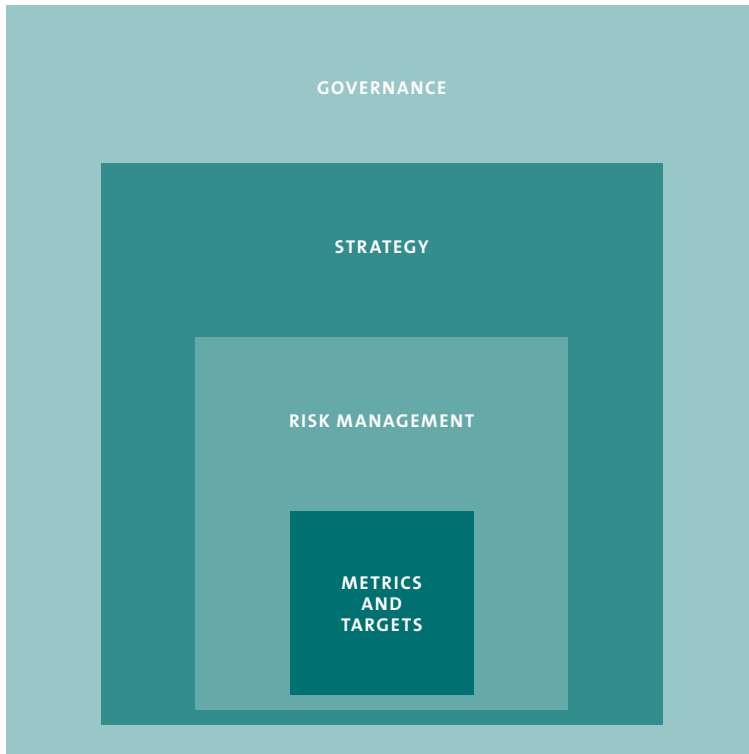 GOVERNANCE
STRATEGY
RISK MANAGEMENT
METRICS
AND
TARGETS